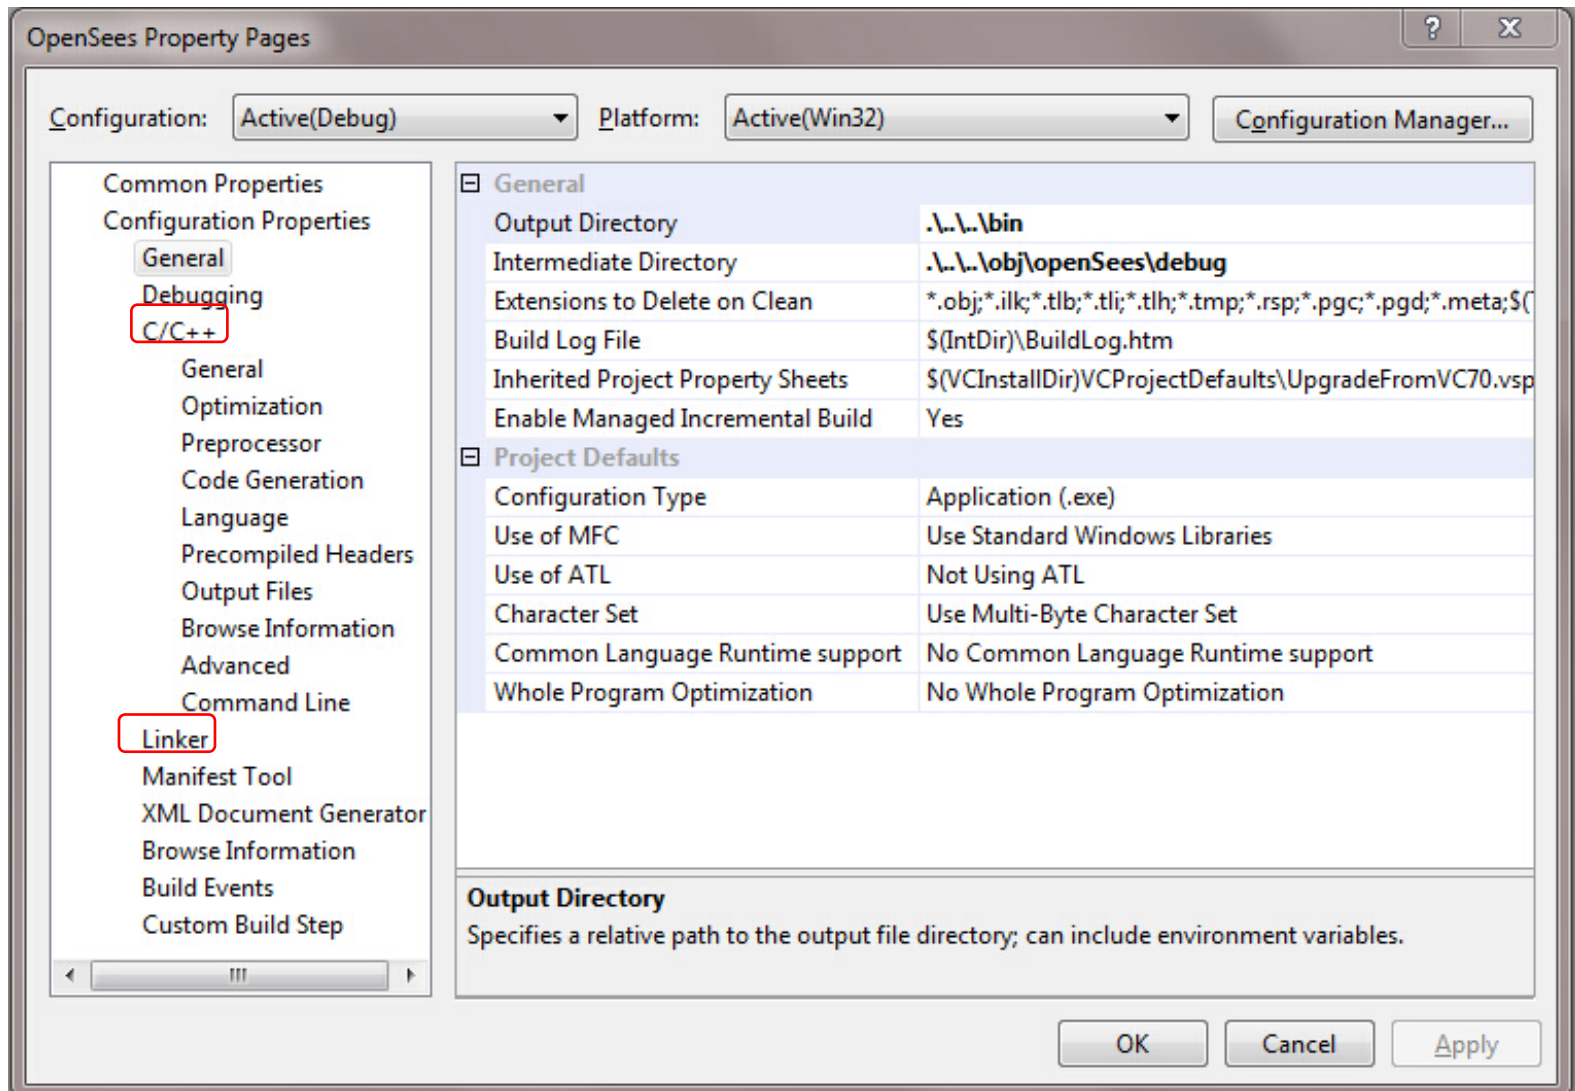 OpenSees Property Pages
Configuration: Active(Debug) Platform: Active(Win32) Configuration Manager...
Common Properties
Configuration Properties
General
Debugging
C/C++
General
Optimization
Preprocessor
Code Generation
Language
Precompiled Headers
Output Files
Browse Information
Advanced
Command Line
Linker
Manifest Tool
XML Document Generator
Browse Information
Build Events
Custom Build Step
General
Output Directory .\..\..\bin
Intermediate Directory .\..\..\obj\openSees\debug
Extensions to Delete on Clean *.obj;*.ilk;*.tlb;*.tli;*.tlh;*.tmp;*.rsp;*.pgc;*.pgd;*.meta;$(
Build Log File $(IntDir)\BuildLog.htm
Inherited Project Property Sheets $(VCInstallDir)VCProjectDefaults\UpgradeFromVC70.vsp
Enable Managed Incremental Build Yes
Project Defaults
Configuration Type Application (.exe)
Use of MFC Use Standard Windows Libraries
Use of ATL Not Using ATL
Character Set Use Multi-Byte Character Set
Common Language Runtime support No Common Language Runtime support
Whole Program Optimization No Whole Program Optimization
Output Directory
Specifies a relative path to the output file directory; can include environment variables.
OK Cancel Apply